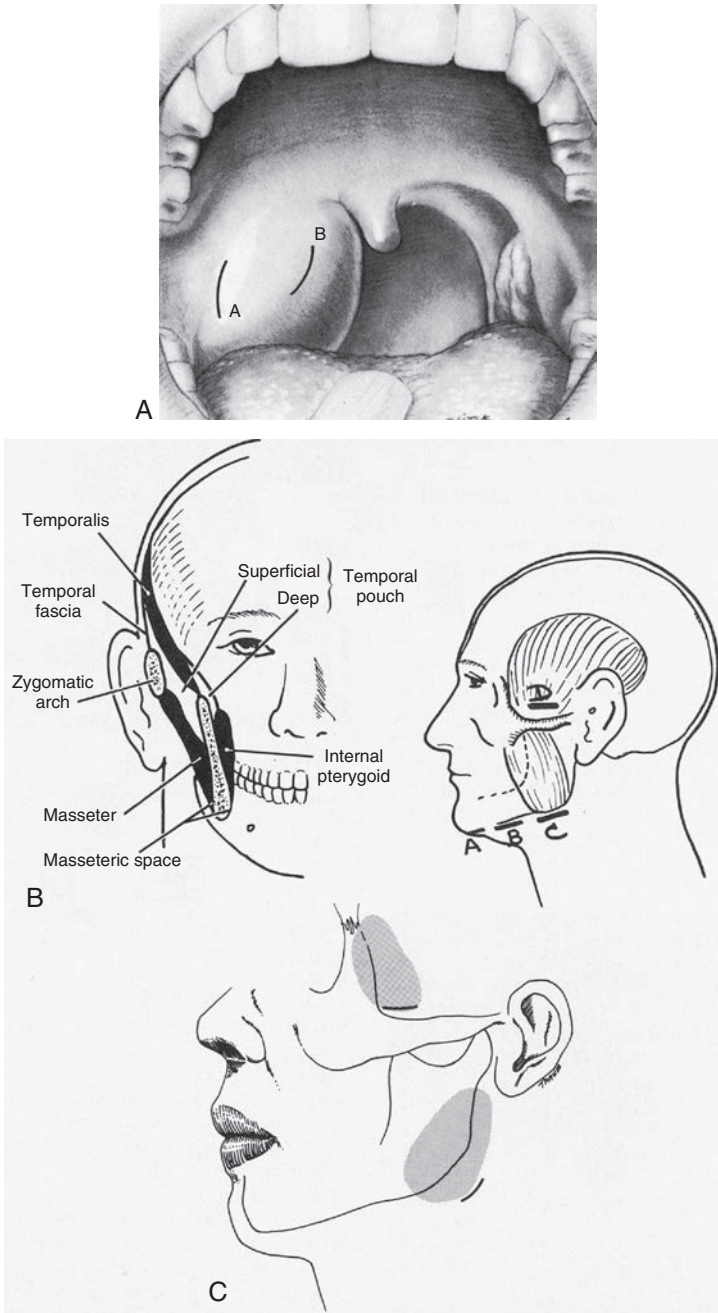 B
A
A
Temporalis
Superficial
Temporal
Deep
pouch
Temporal
fascia
Zygomatic
arch
D
Internal
pterygoid
Masseter
Masseteric space
A
B
C
B
C